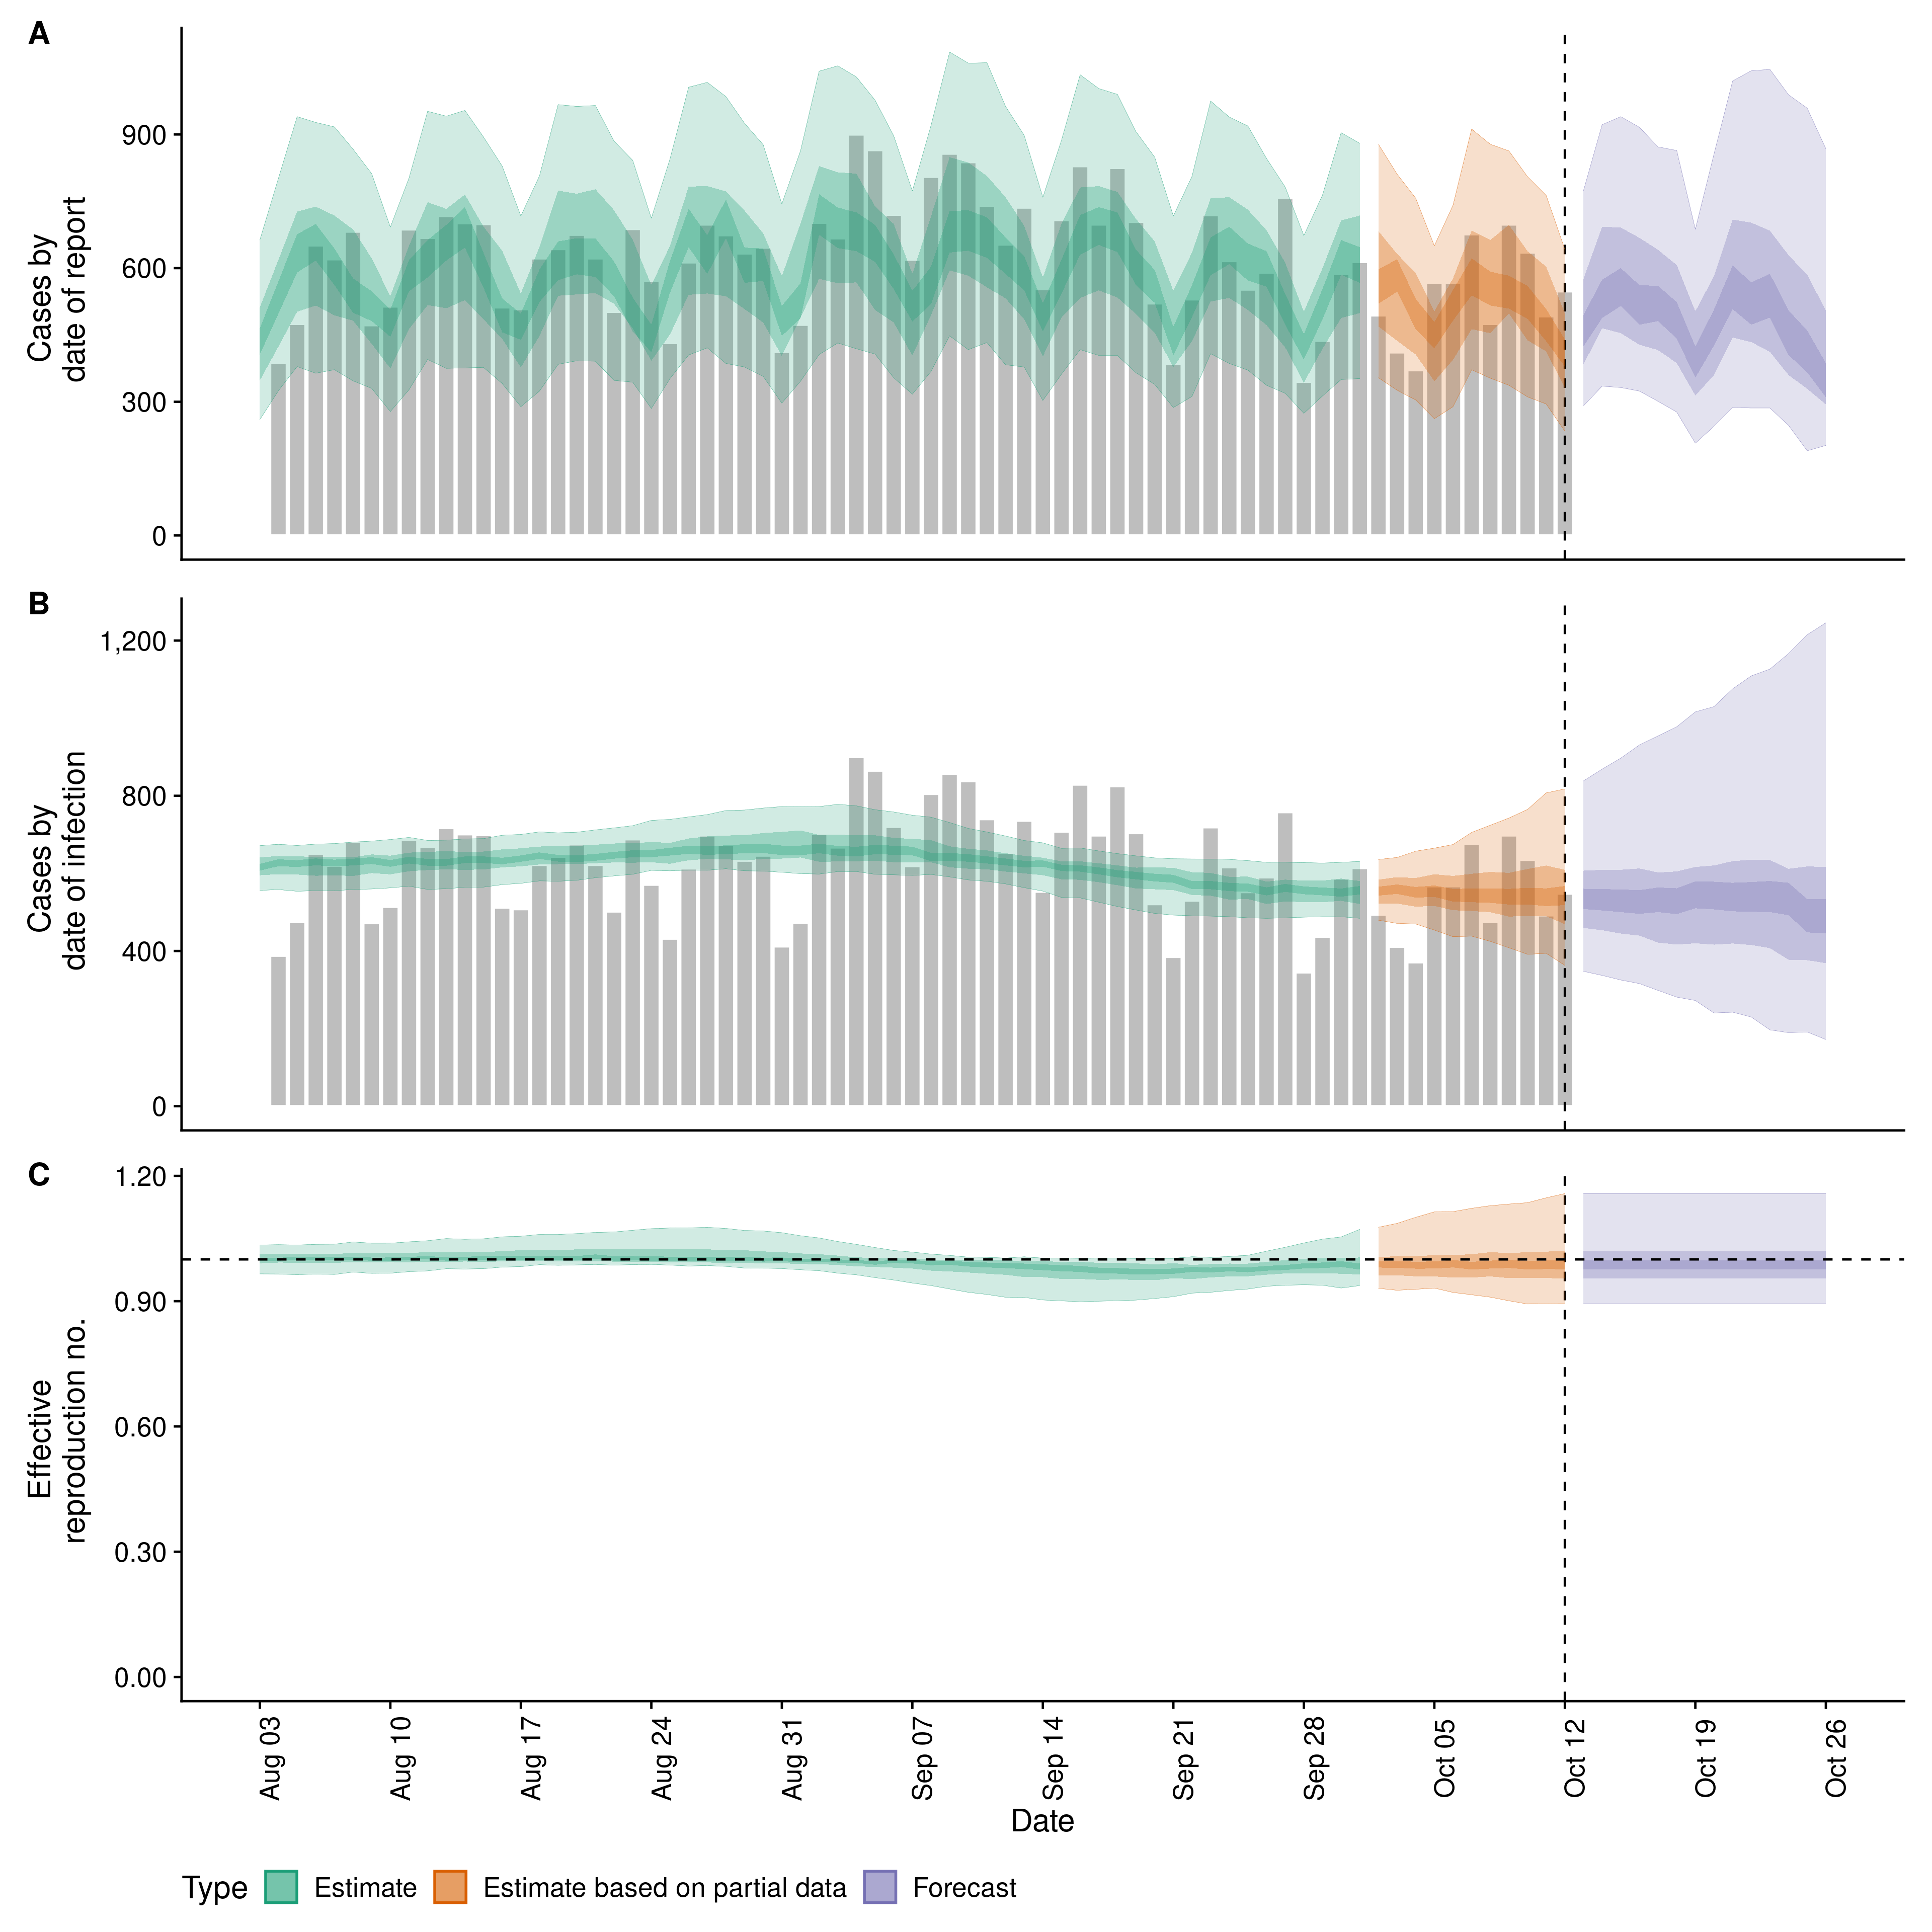 A
Cases by
date of report
900
600
300
0
B
Cases by
date of infection
1,200
800
400
0
C
Effective
reproduction no.
1.20
0.90
0.60
0.30
0.00
Aug 03
Aug 10
Aug 17
Aug 24
Aug 31
Sep 07
Sep 14
Sep 21
Sep 28
Oct 05
Oct 12
Oct 19
Oct 26
Date
Type Estimate Estimate based on partial data Forecast